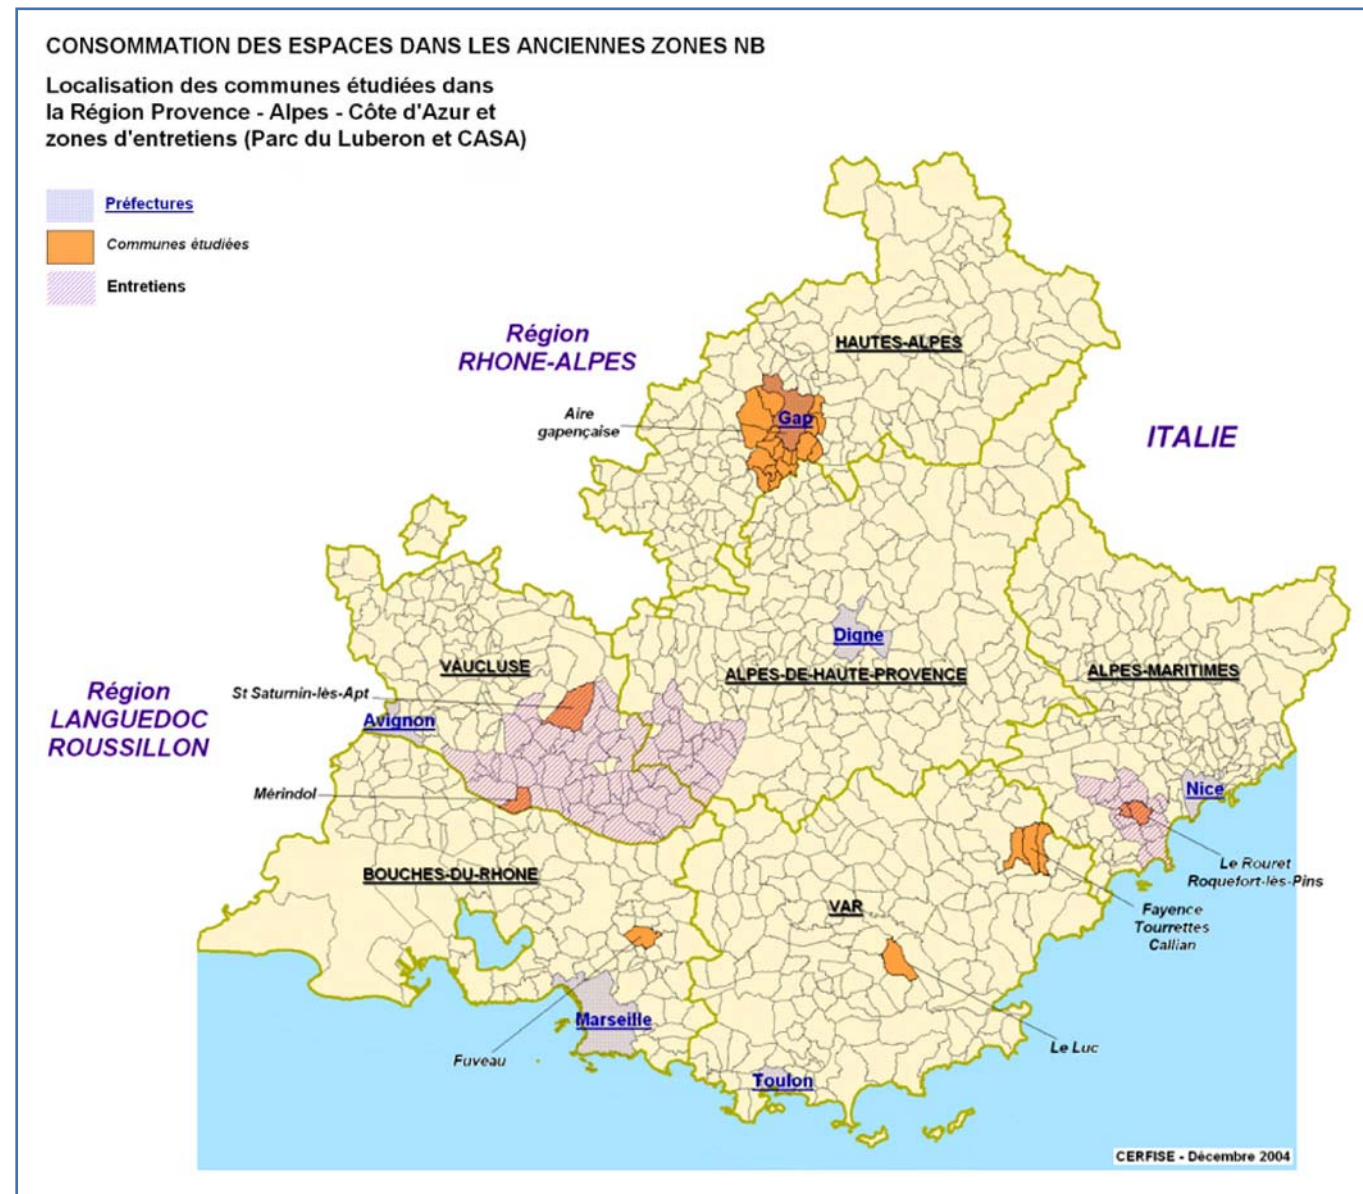 CONSOMMATION DES ESPACES DANS LES ANCIENNES ZONES NB
Localisation des communes étudiées dans
la Région Provence - Alpes - Côte d'Azur et
zones d'entretiens (Parc du Luberon et CASA)
Préfectures
Communes étudiées
Entretiens
Région
RHONE-ALPES
HAUTES-ALPES
Aire
gapençaise
Gap
ITALIE
Digne
VAUCLUSE
ALPES-DE-HAUTE-PROVENCE
ALPES-MARITIMES
St Saturnin-lès-Apt
Région
LANGUEDOC
ROUSSILLON
Avignon
Mérindol
Nice
BOUCHES-DU-RHONE
Le Rouret
Roquefort-lès-Pins
VAR
Fayence
Tourrettes
Callian
Marseille
Fuveau
Le Luc
Toulon
CERFISE - Décembre 2004